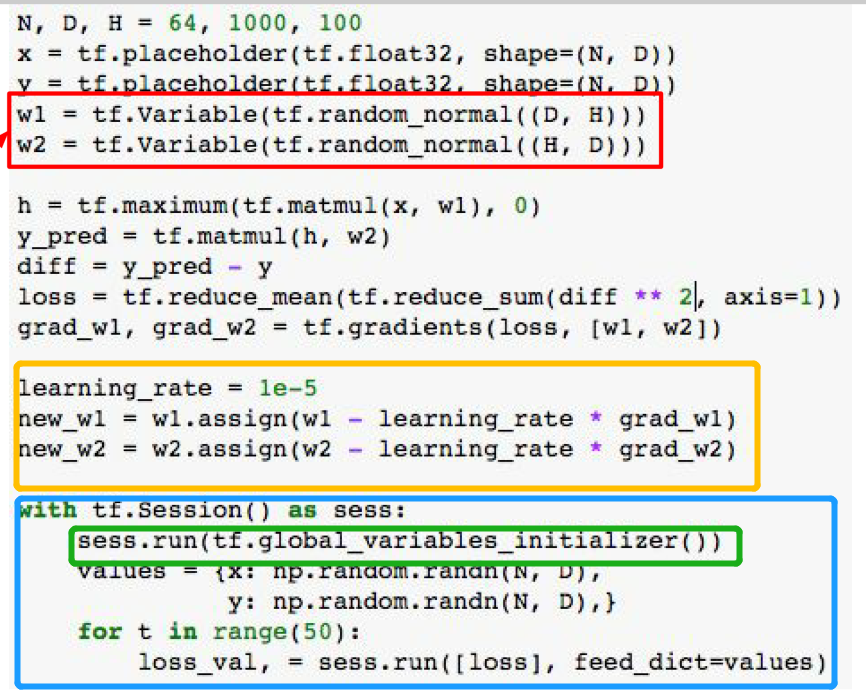 N, D, H = 64, 1000, 100
x = tf.placeholder(tf.float32, shape=(N, D))
y = tf.placeholder(tf.float32, shape=(N, D))
w1 = tf.Variable(tf.random_normal((D, H)))
w2 = tf.Variable(tf.random_normal((H, D)))
h = tf.maximum(tf.matmul(x, w1), 0)
y_pred = tf.matmul(h, w2)
diff = y_pred - y
loss = tf.reduce_mean(tf.reduce_sum(diff ** 2, axis=1))
grad_w1, grad_w2 = tf.gradients(loss, [w1, w2])
learning_rate = 1e-5
new_w1 = w1.assign(w1 - learning_rate * grad_w1)
new_w2 = w2.assign(w2 - learning_rate * grad_w2)
with tf.Session() as sess:
sess.run(tf.global_variables_initializer())
values = {x: np.random.randn(N, D),
y: np.random.randn(N, D),}
for t in range(50):
loss_val, = sess.run([loss], feed_dict=values)